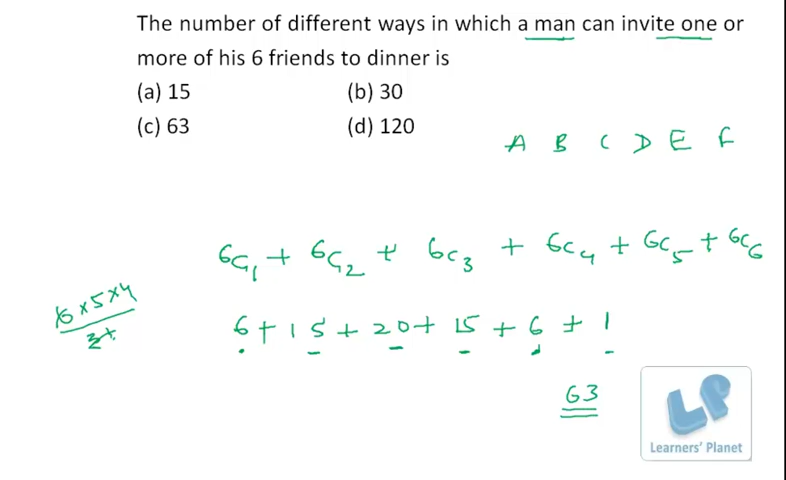 The number of different ways in which a man can invite one or
more of his 6 friends to dinner is
(a) 15 (b) 30
(c) 63 (d) 120
A B C D E F
6C1 + 6C2 + 6C3 + 6C4 + 6C5 + 6C6
6×5×4
6 + 15 + 20 + 15 + 6 + 1
63
LP
Learners' Planet